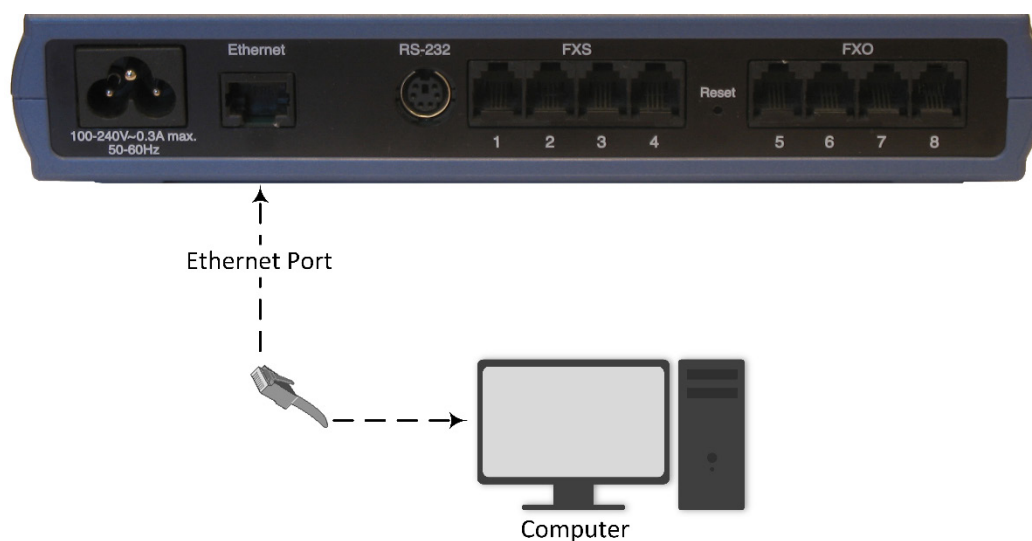 Ethernet
RS-232
FXS
FXO
Reset
100-240V~0.3A max.
50-60Hz
1 2 3 4
5 6 7 8
Ethernet Port
Computer